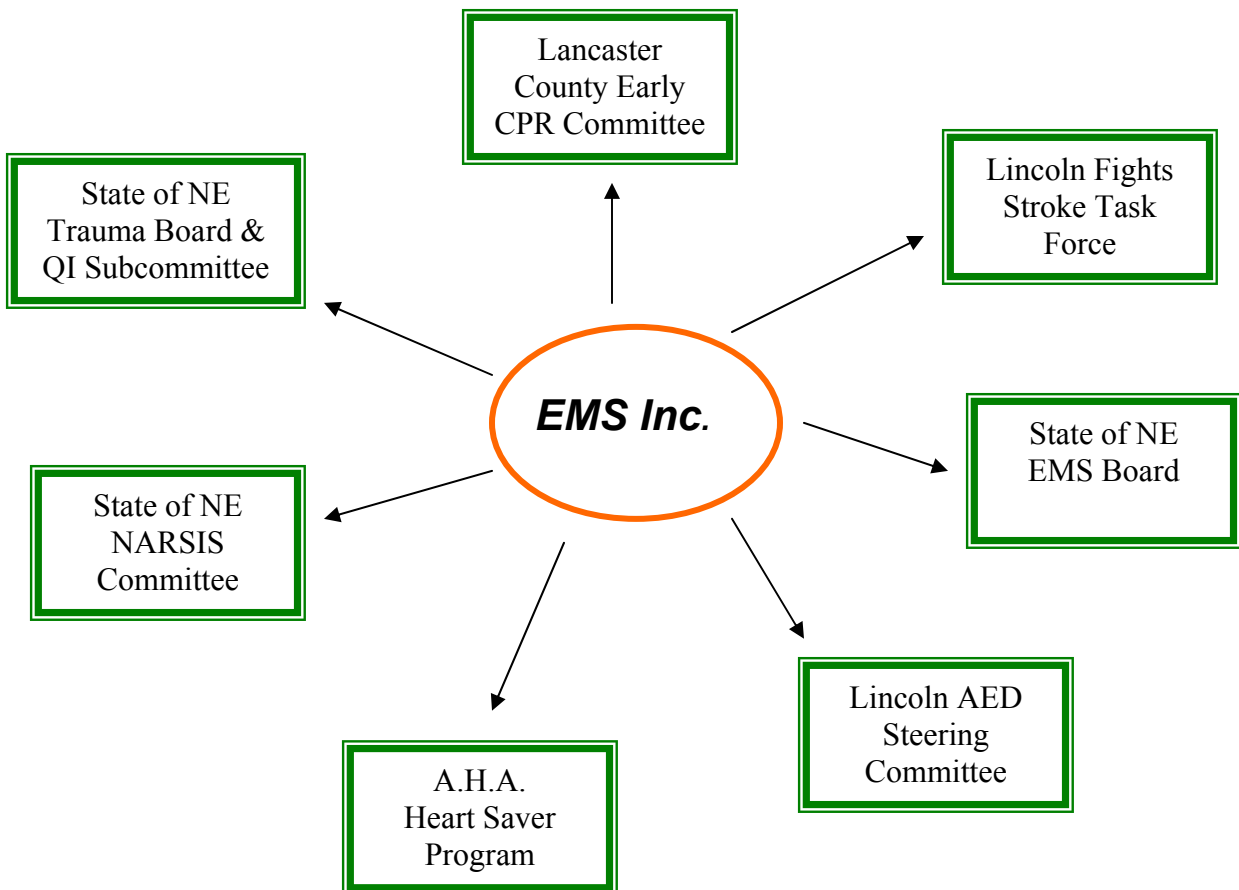 Lancaster
County Early
CPR Committee
Lincoln Fights
Stroke Task
Force
State of NE
Trauma Board &
QI Subcommittee
EMS Inc.
State of NE
EMS Board
State of NE
NARSIS
Committee
Lincoln AED
Steering
Committee
A.H.A.
Heart Saver
Program